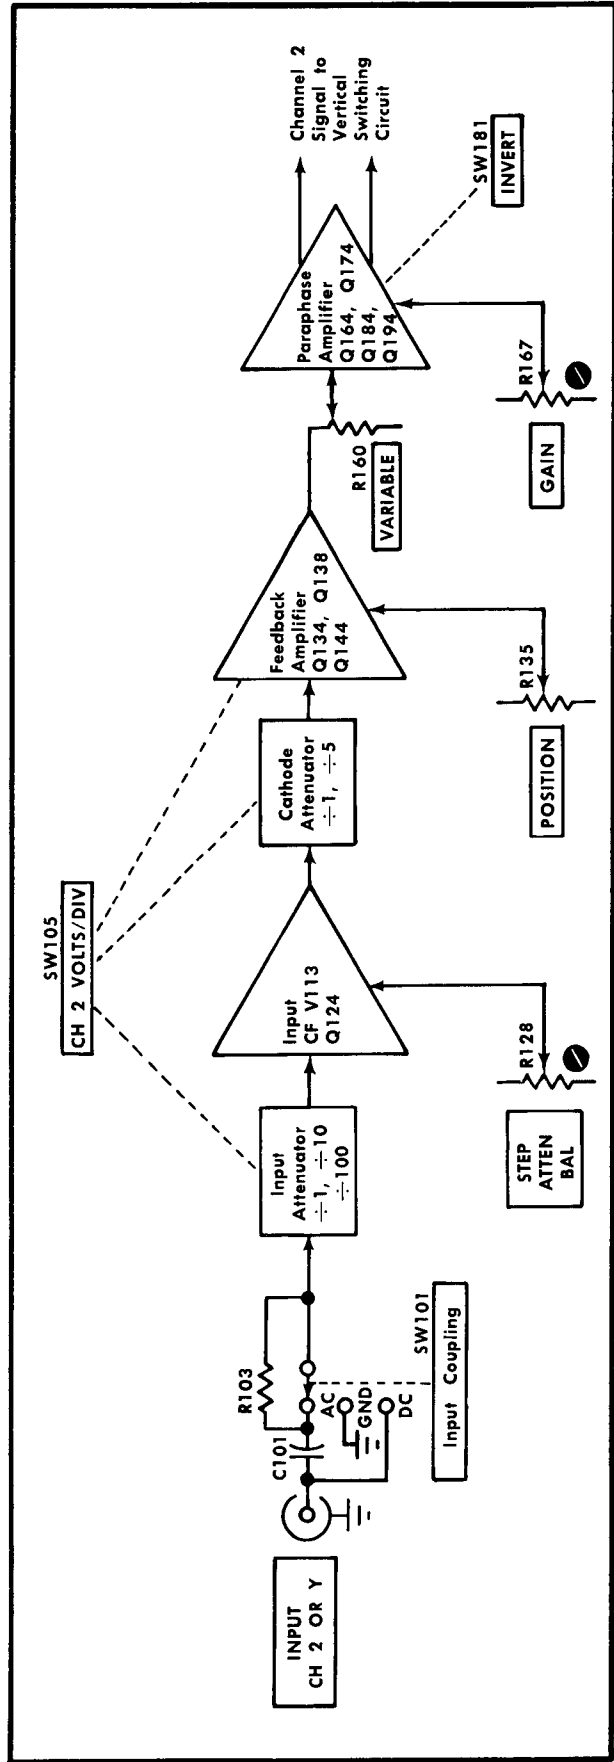 INPUT
CH 2 OR Y
C101
R103
AC
GND
DC
SW101
Input Coupling
Input
Attenuator
÷1, ÷10
÷100
SW105
CH 2 VOLTS/DIV
Input
CF V113
Q124
STEP
ATTEN
BAL
R128
Cathode
Attenuator
÷1, ÷5
Feedback
Amplifier
Q134, Q138
Q144
POSITION
R135
R160
VARIABLE
Paraphase
Amplifier
Q164, Q174
Q184,
Q194
GAIN
R167
SW181
INVERT
Channel 2
Signal to
Vertical
Switching
Circuit